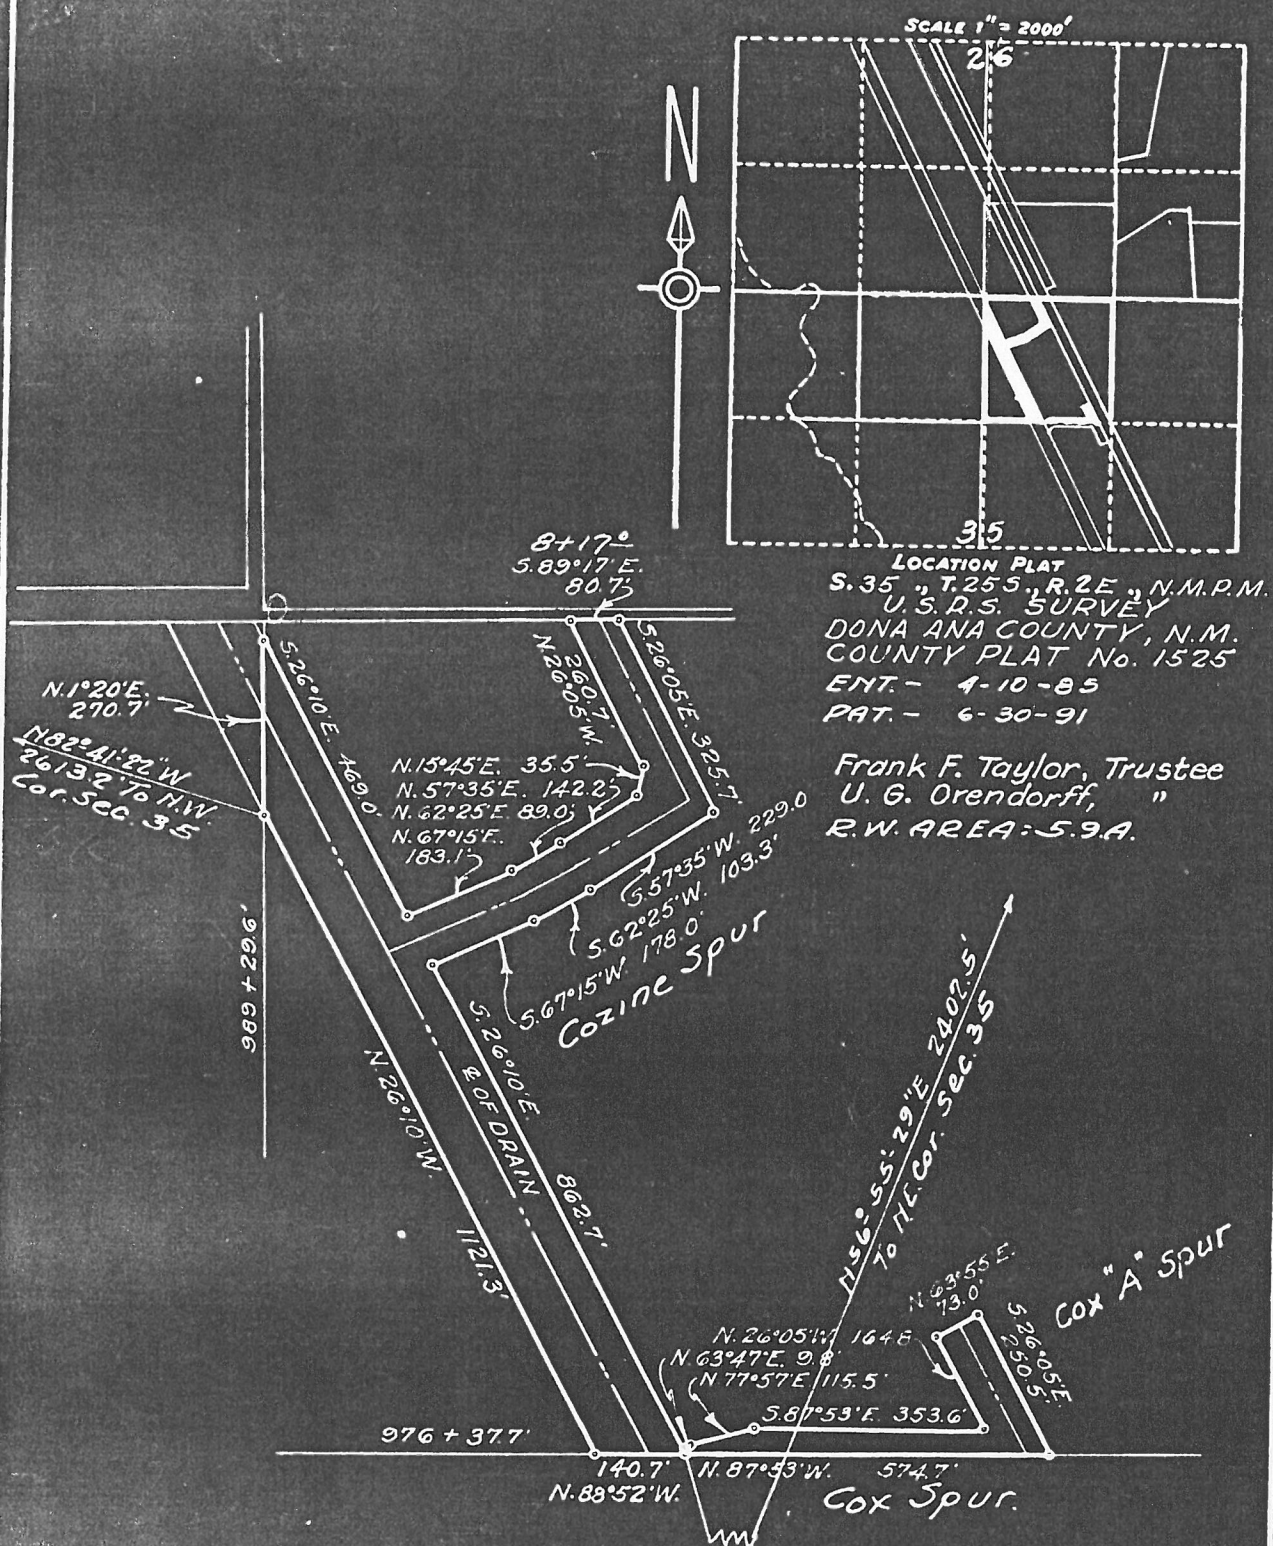 SCALE 1" = 2000'
26
N
35
LOCATION PLAT
S. 35 ., T. 25 S., R. 2 E ., N.M.P.M.
U.S.R.S. SURVEY
DONA ANA COUNTY, N.M.
COUNTY PLAT No. 1525
ENT. - 4-10-85
PAT. - 6-30-91
Frank F. Taylor, Trustee
U. G. Orendorff, "
R.W. AREA: 5.9 A.
8+17⁰
S. 89°17' E.
80.7'
N. 1°20' E.
270.7'
N82°41'-22" W
2613.2' To N.W.
Cor. Sec. 35
S. 26°10' E. 469.0'
260.7'
N. 26°05' W.
S. 26°05' E. 325.7'
N. 15°45' E. 35.5'
N. 57°35' E. 142.2'
N. 62°25' E. 89.0'
N. 67°15' E.
183.1'
S. 57°35' W. 229.0
S. 62°25' W. 103.3'
S. 67°15' W. 178.0'
Cozine Spur
989 + 29.6'
N. 26°10' W. 1121.3'
S. 26°10' E. 862.7'
℄ OF DRAIN
N56°-55'-29" E 2402.5'
To N.E. Cor. Sec. 35
N 63°55' E.
73.0'
Cox "A" Spur
S. 26°05' E.
250.5'
N. 26°05' W. 164.8
N. 63°47' E. 9.8'
N. 77°57' E. 115.5'
S. 87°53' E. 353.6'
976 + 37.7'
140.7'
N. 88°52' W.
N. 87°53' W. 574.7'
Cox Spur.